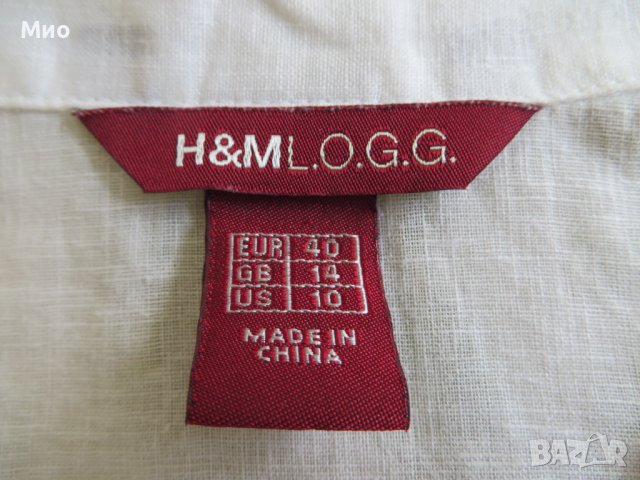 Мио
H&M L.O.G.G.
EUR 40
GB 14
US 10
MADE IN
CHINA
BAZAR